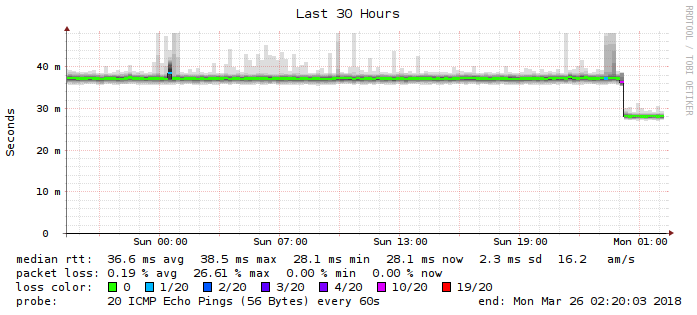 Last 30 Hours
RRDTOOL / TOBI OETIKER
Seconds
40 m
30 m
20 m
10 m
0
Sun 00:00 Sun 07:00 Sun 13:00 Sun 19:00 Mon 01:00
median rtt: 36.6 ms avg 38.5 ms max 28.1 ms min 28.1 ms now 2.3 ms sd 16.2 am/s
packet loss: 0.19 % avg 26.61 % max 0.00 % min 0.00 % now
loss color: 0 1/20 2/20 3/20 4/20 10/20 19/20
probe: 20 ICMP Echo Pings (56 Bytes) every 60s end: Mon Mar 26 02:20:03 2018